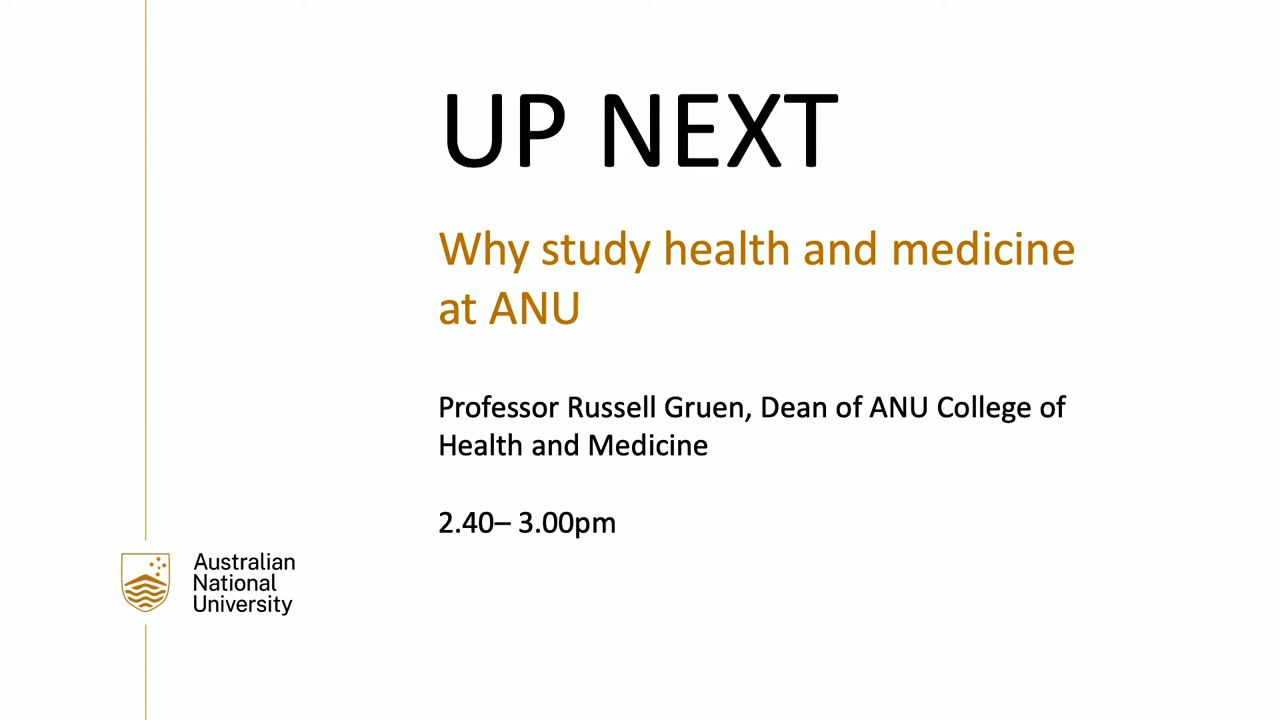 UP NEXT
Why study health and medicine
at ANU
Professor Russell Gruen, Dean of ANU College of
Health and Medicine
2.40– 3.00pm
Australian
National
University